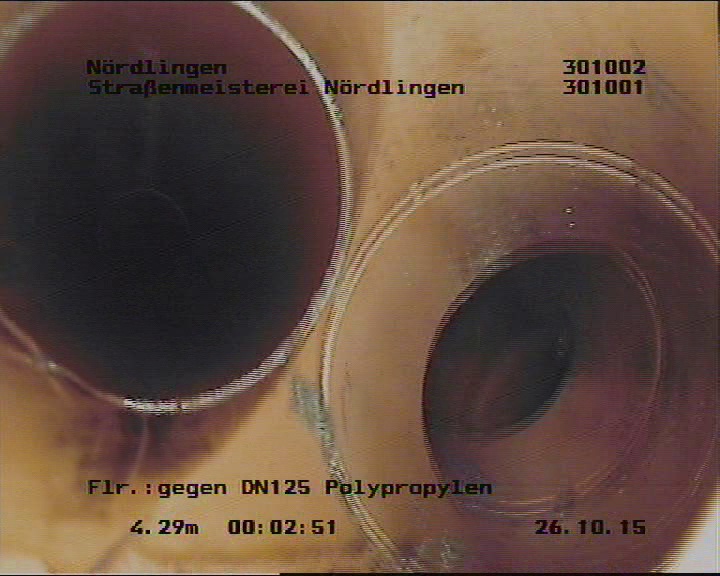 Nördlingen 301002
Straßenmeisterei Nördlingen 301001
Flr.:gegen DN125 Polypropylen
4.29m 00:02:51 26.10.15